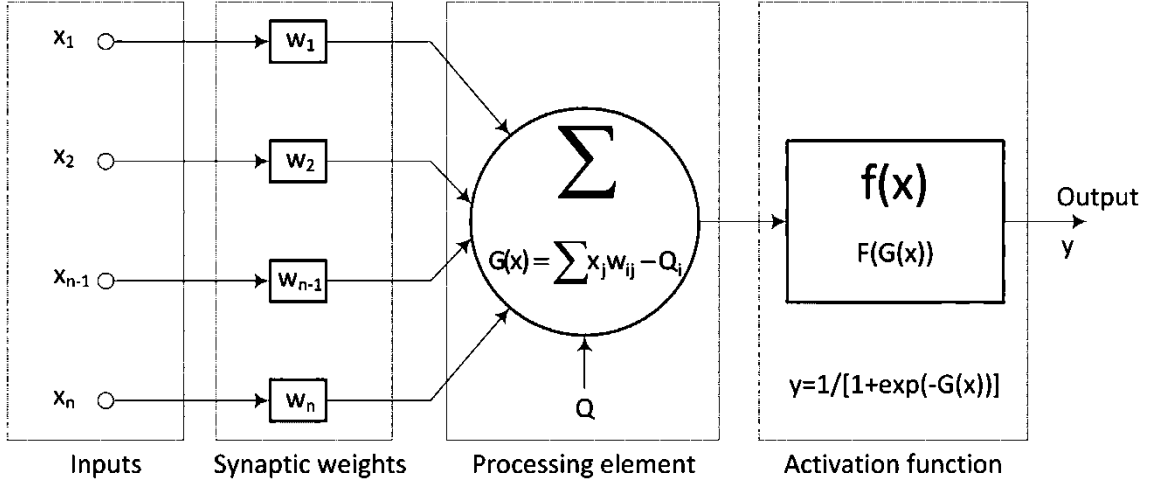 x₁
w₁
x₂
w₂
xₙ₋₁
wₙ₋₁
xₙ
wₙ
∑
G(x) = ∑xⱼwᵢⱼ – Qᵢ
Q
f(x)
F(G(x))
y=1/[1+exp(-G(x))]
Output
y
Inputs
Synaptic weights
Processing element
Activation function